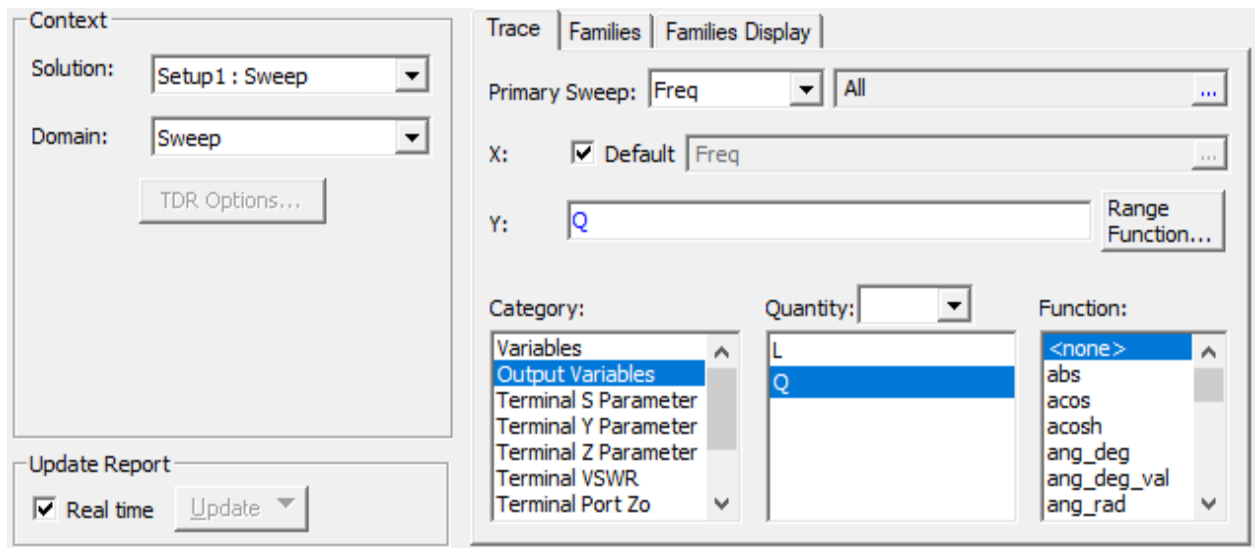 Context
Solution:
Setup1 : Sweep
Domain:
Sweep
TDR Options...
Update Report
Real time
Update
Trace
Families
Families Display
Primary Sweep:
Freq
All
...
X:
Default
Freq
...
Y:
Q
Range
Function...
Category:
Variables
Output Variables
Terminal S Parameter
Terminal Y Parameter
Terminal Z Parameter
Terminal VSWR
Terminal Port Zo
Quantity:
L
Q
Function:
<none>
abs
acos
acosh
ang_deg
ang_deg_val
ang_rad